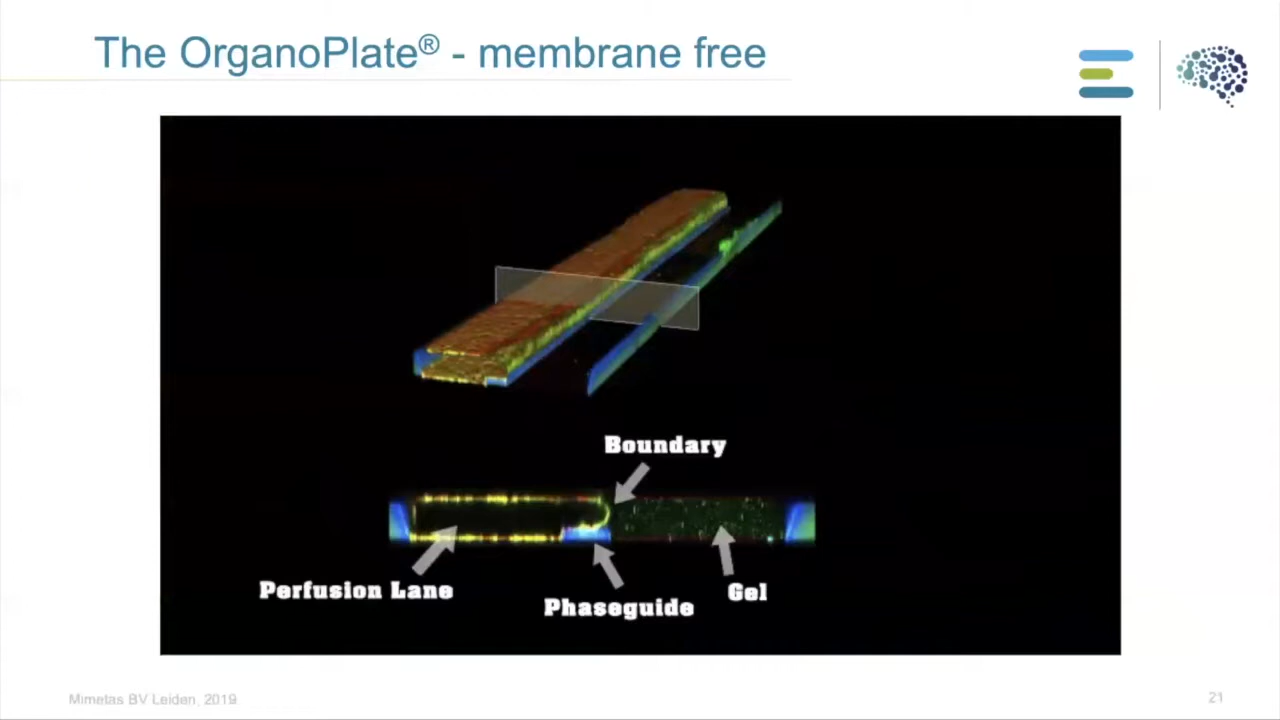 The OrganoPlate® - membrane free
Boundary
Perfusion Lane
Phaseguide
Gel
Mimetas BV Leiden, 2019
21